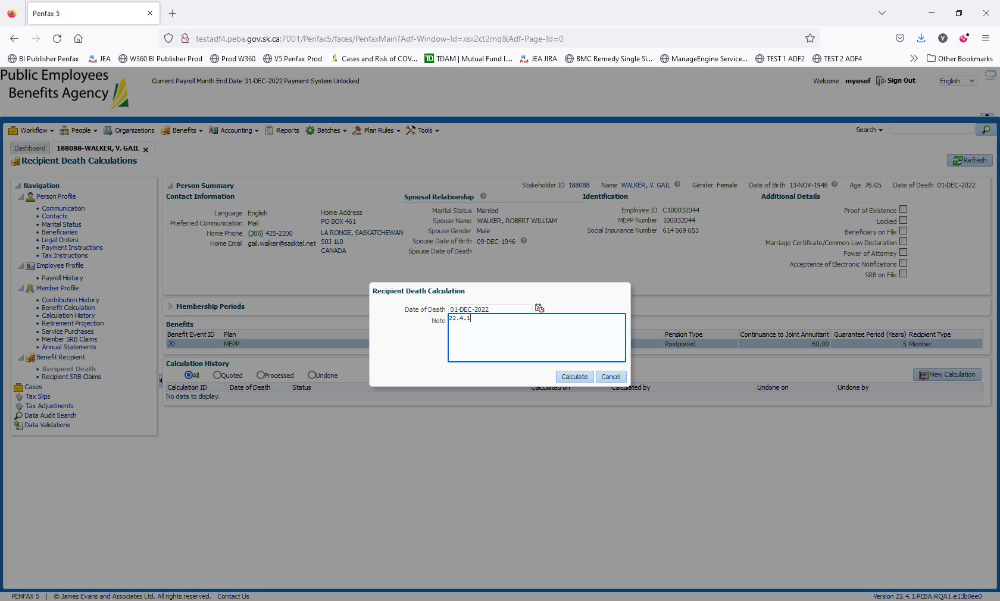 Penfax 5
testadf4.peba.gov.sk.ca:7001/Penfax5/faces/PenfaxMain?Adf-Window-Id=xsx2ct2mq&Adf-Page-Id=0
BI Publisher Penfax JEA W360 BI Publisher Prod Prod W360 V5 Penfax Prod Cases and Risk of COV... TDAM | Mutual Fund L... JEA JIRA BMC Remedy Single Si... ManageEngine Service... TEST 1 ADF2 TEST 2 ADF4 Other Bookmarks
Public Employees
Benefits Agency
Current Payroll Month End Date 31-DEC-2022 Payment System Unlocked
Welcome myusuf Sign Out English
Workflow People Organizations Benefits Accounting Reports Batches Plan Rules Tools Search
Dashboard 188088-WALKER, V. GAIL
Recipient Death Calculations
Refresh
Navigation
Person Profile
Communication
Contacts
Marital Status
Beneficiaries
Legal Orders
Payment Instructions
Tax Instructions
Employee Profile
Payroll History
Member Profile
Contribution History
Benefit Calculation
Calculation History
Retirement Projection
Service Purchases
Member SRB Claims
Annual Statements
Benefit Recipient
Recipient Death
Recipient SRB Claims
Cases
Tax Slips
Tax Adjustments
Data Audit Search
Data Validations
Person Summary
Stakeholder ID 188088 Name WALKER, V. GAIL Gender Female Date of Birth 13-NOV-1946 Age 76.05 Date of Death 01-DEC-2022
Contact Information
Language English
Preferred Communication Mail
Home Phone (306) 425-2200
Home Email gail.walker@sasktel.net
Home Address
PO BOX 461
LA RONGE, SASKATCHEWAN
S0J 1L0
CANADA
Spousal Relationship
Marital Status Married
Spouse Name WALKER, ROBERT WILLIAM
Spouse Gender Male
Spouse Date of Birth 09-DEC-1946
Spouse Date of Death
Identification
Employee ID C100032044
MEPP Number 100032044
Social Insurance Number 614 669 653
Additional Details
Proof of Existence
Locked
Beneficiary on File
Marriage Certificate/Common-Law Declaration
Power of Attorney
Acceptance of Electronic Notifications
SRB on File
Membership Periods
Benefits
Benefit Event ID Plan Pension Type Continuance to Joint Annuitant Guarantee Period (Years) Recipient Type
70 MEPP Postponed 60.00 5 Member
Calculation History
All Quoted Processed Undone
New Calculation
Calculation ID Date of Death Status Calculated on Calculated by Undone on Undone by
No data to display.
Recipient Death Calculation
Date of Death 01-DEC-2022
Note 22.4.1
Calculate Cancel
PENFAX 5 | © James Evans and Associates Ltd. All rights reserved. Contact Us
Version 22.4.1.PEBA.RQA1.e13b0ee0